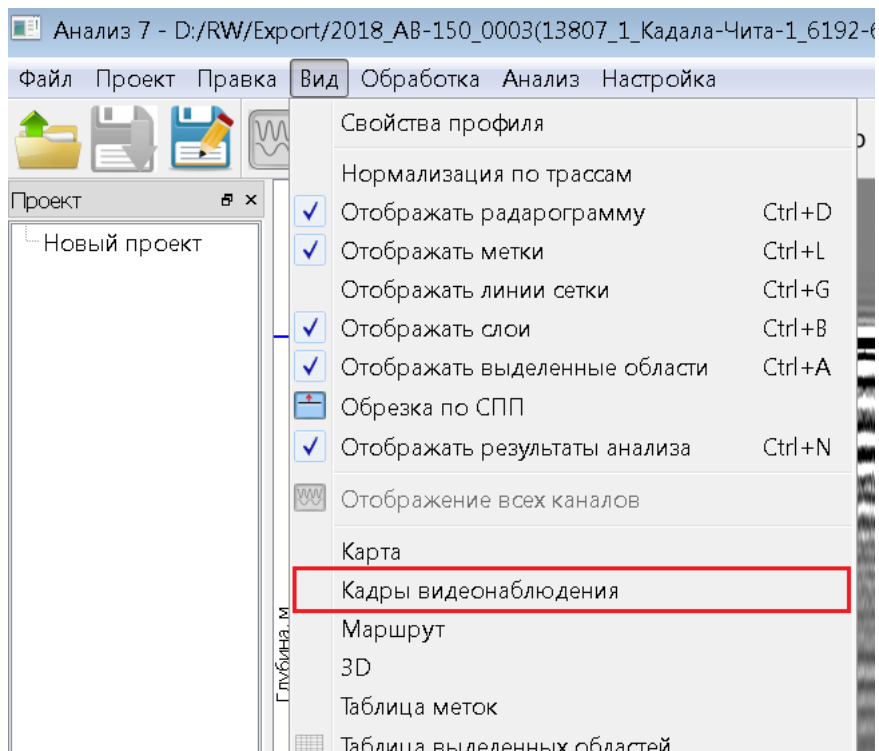 Анализ 7 - D:/RW/Export/2018_АВ-150_0003(13807_1_Кадала-Чита-1_6192-6
Файл Проект Правка Вид Обработка Анализ Настройка
Проект
Новый проект
Свойства профиля
Нормализация по трассам
Отображать радарограмму Ctrl+D
Отображать метки Ctrl+L
Отображать линии сетки Ctrl+G
Отображать слои Ctrl+B
Отображать выделенные области Ctrl+A
Обрезка по СПП
Отображать результаты анализа Ctrl+N
Отображение всех каналов
Карта
Кадры видеонаблюдения
Маршрут
3D
Таблица меток
Таблица выделенных областей
Глубина, м